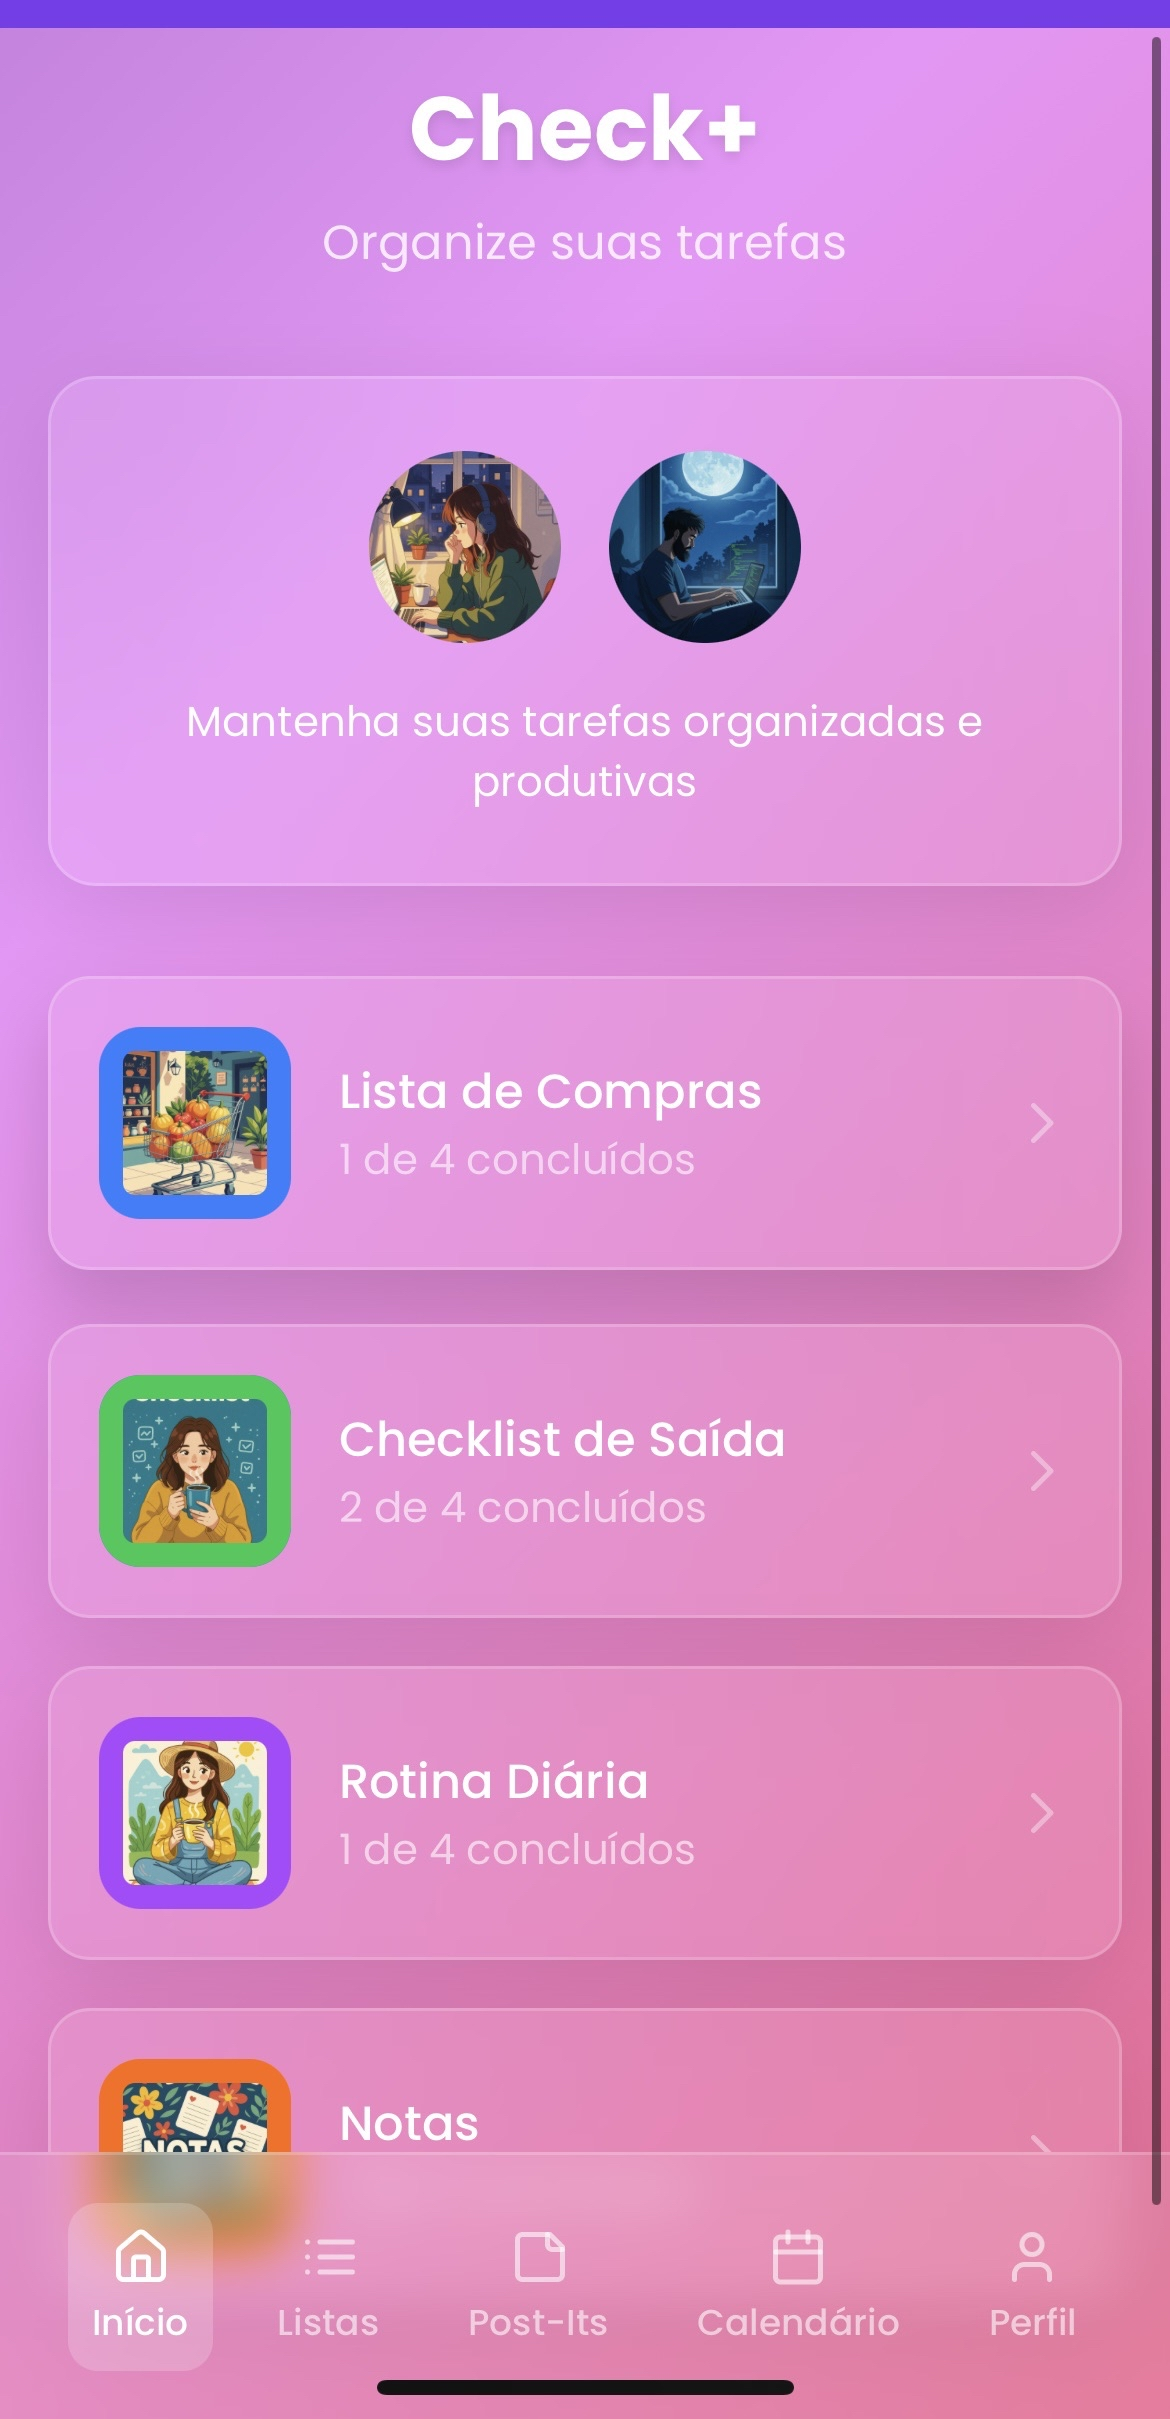 Check+
Organize suas tarefas
Mantenha suas tarefas organizadas e
produtivas
Lista de Compras
1 de 4 concluídos
Checklist de Saída
2 de 4 concluídos
Rotina Diária
1 de 4 concluídos
Notas
NOTAS
Início
Listas
Post-Its
Calendário
Perfil